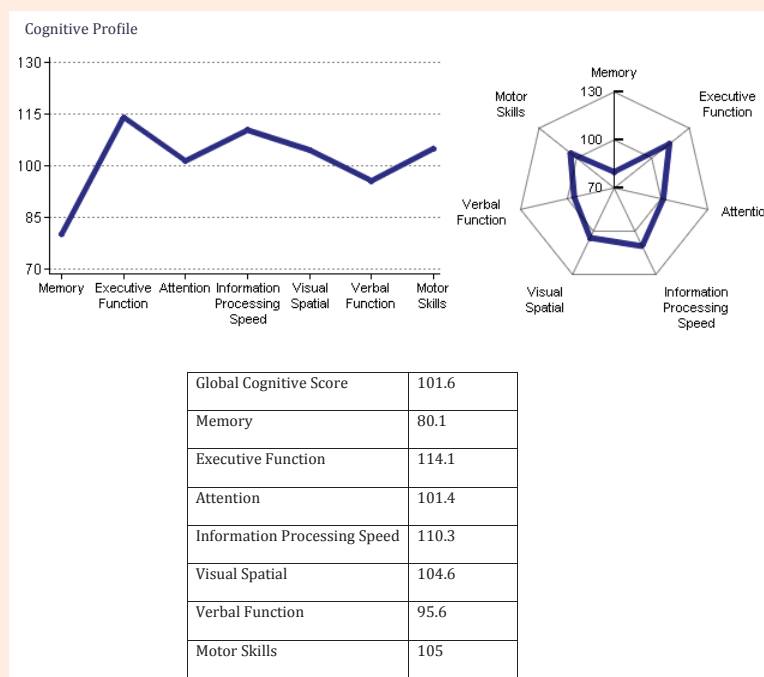 Cognitive Profile
130
115
100
85
70
Memory
Executive
Function
Attention
Information
Processing
Speed
Visual
Spatial
Verbal
Function
Motor
Skills
Memory
130
100
70
Executive
Function
Attentio
Information
Processing
Speed
Visual
Spatial
Verbal
Function
Motor
Skills
Global Cognitive Score 101.6
Memory 80.1
Executive Function 114.1
Attention 101.4
Information Processing Speed 110.3
Visual Spatial 104.6
Verbal Function 95.6
Motor Skills 105